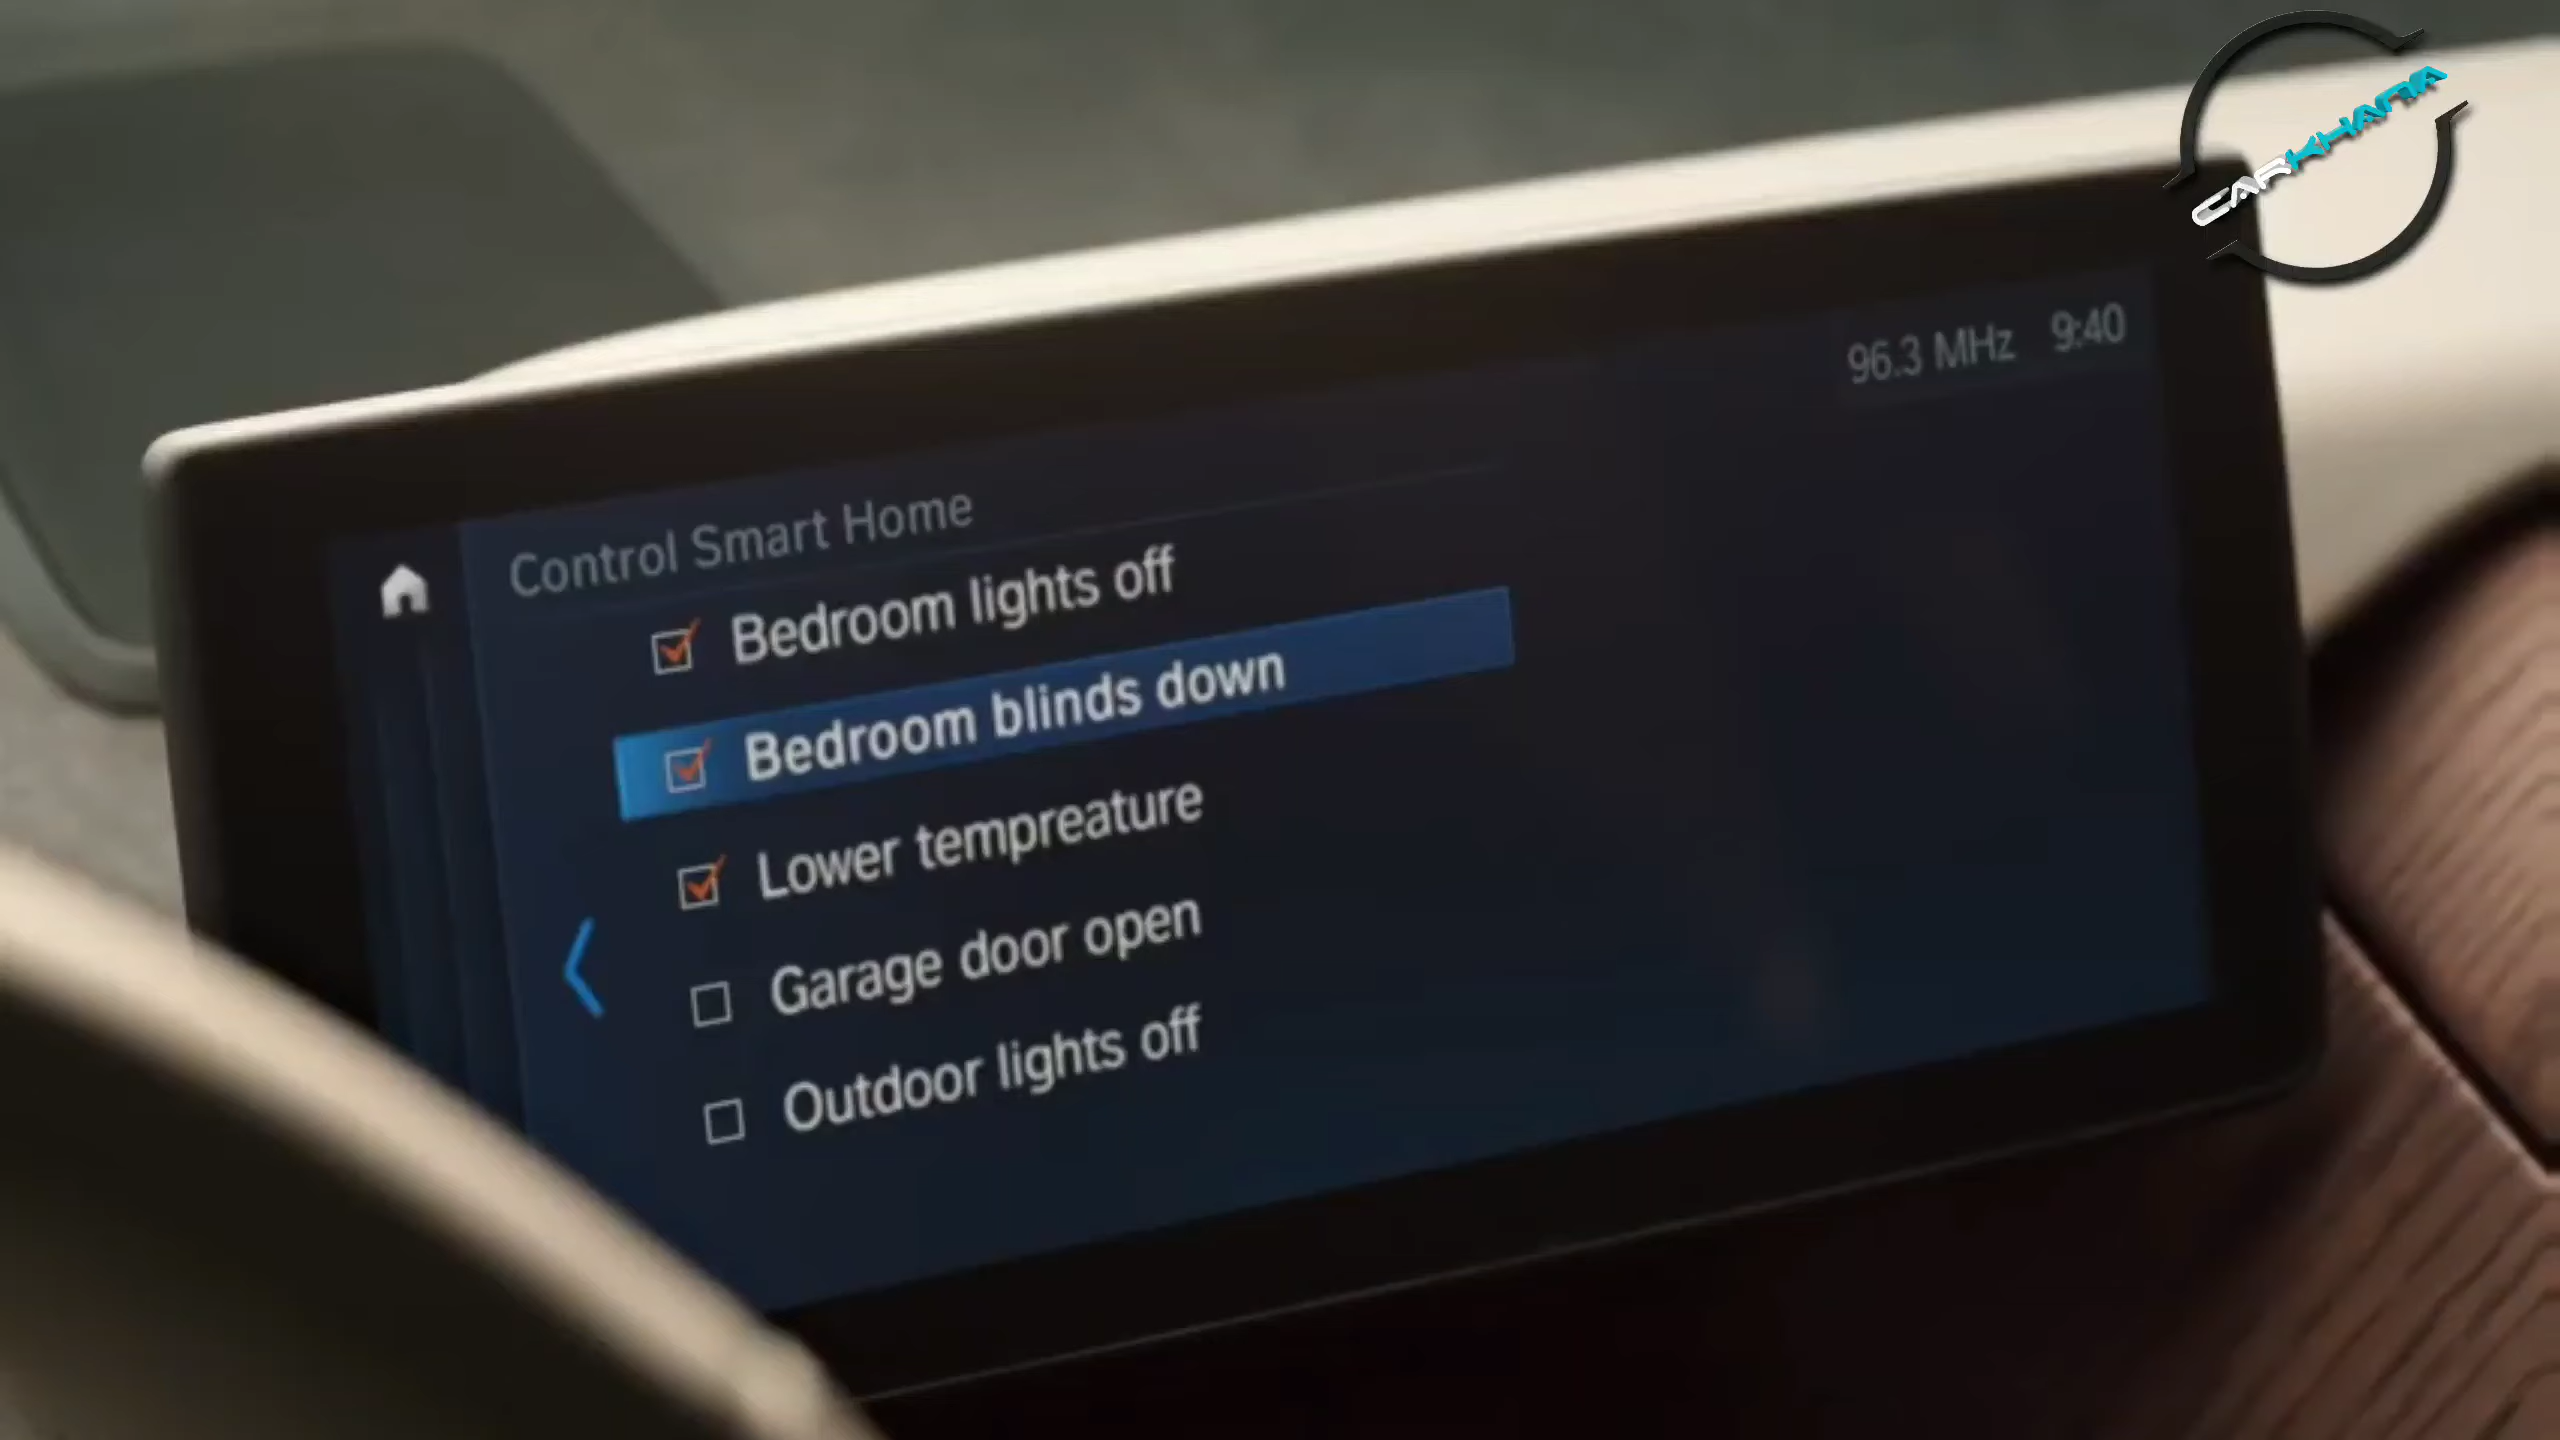 CARKHANA
96.3 MHz 9:40
Control Smart Home
Bedroom lights off
Bedroom blinds down
Lower tempreature
Garage door open
Outdoor lights off